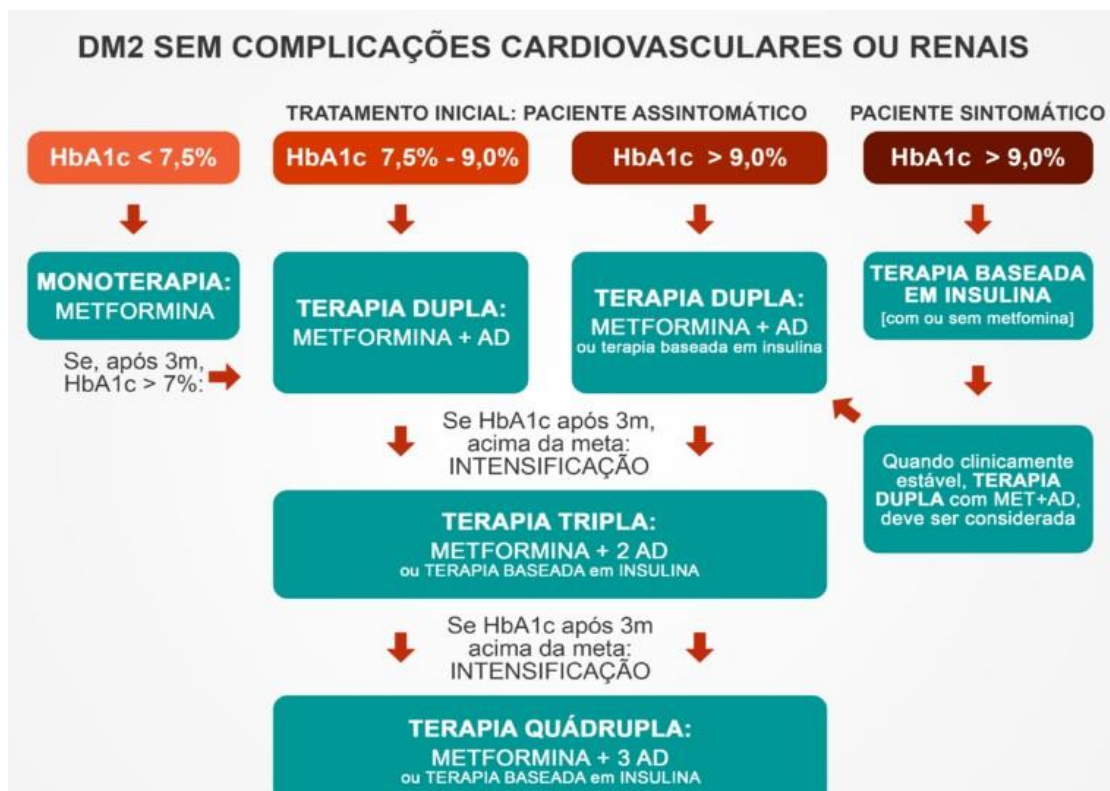 DM2 SEM COMPLICAÇÕES CARDIOVASCULARES OU RENAIS
TRATAMENTO INICIAL: PACIENTE ASSINTOMÁTICO
PACIENTE SINTOMÁTICO
HbA1c < 7,5%
HbA1c 7,5% - 9,0%
HbA1c > 9,0%
HbA1c > 9,0%
MONOTERAPIA:
METFORMINA
TERAPIA DUPLA:
METFORMINA + AD
TERAPIA DUPLA:
METFORMINA + AD
ou terapia baseada em insulina
TERAPIA BASEADA
EM INSULINA
[com ou sem metfomina]
Se, após 3m,
HbA1c > 7%:
Se HbA1c após 3m,
acima da meta:
INTENSIFICAÇÃO
Quando clinicamente
estável, TERAPIA
DUPLA com MET+AD,
deve ser considerada
TERAPIA TRIPLA:
METFORMINA + 2 AD
ou TERAPIA BASEADA em INSULINA
Se HbA1c após 3m
acima da meta:
INTENSIFICAÇÃO
TERAPIA QUÁDRUPLA:
METFORMINA + 3 AD
ou TERAPIA BASEADA em INSULINA